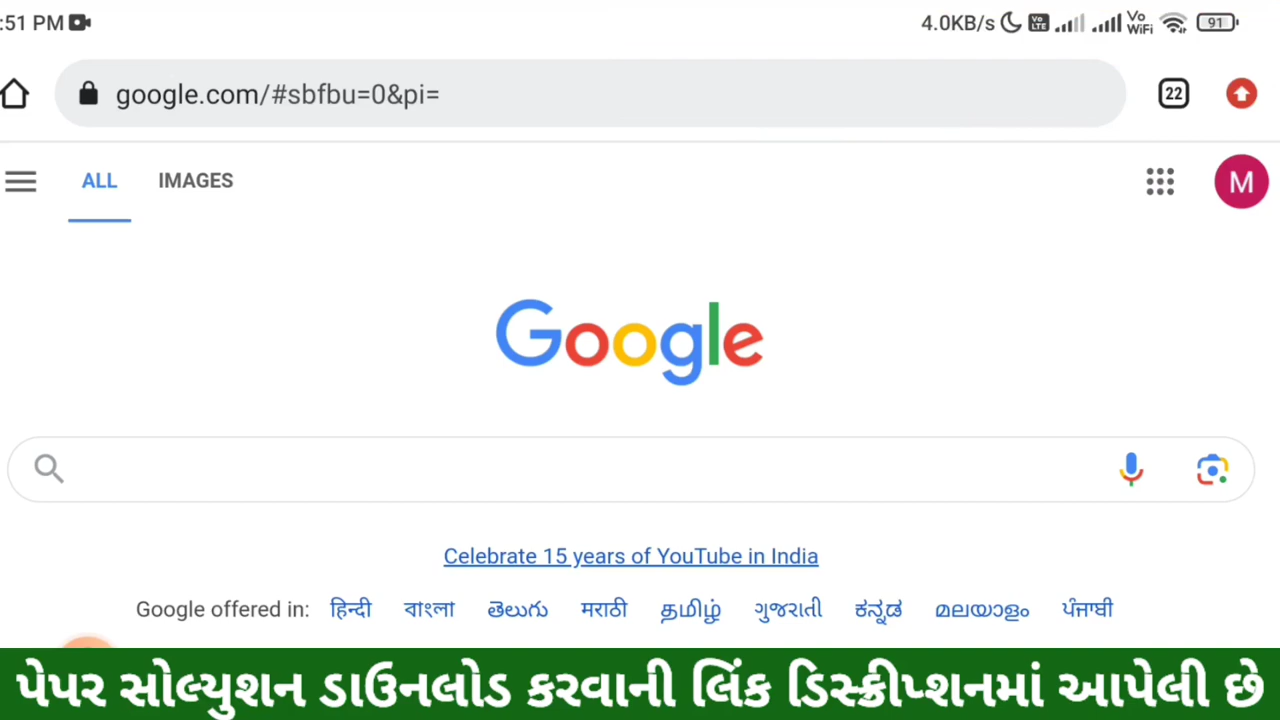 :51 PM 4.0KB/s Vo LTE Vo WiFi 91
google.com/#sbfbu=0&pi= 22
ALL IMAGES M
Google
Celebrate 15 years of YouTube in India
Google offered in: हिन्दी বাংলা తెలుగు मराठी தமிழ் ગુજરાતી ಕನ್ನಡ മലയാളം ਪੰਜਾਬੀ
પેપર સોલ્યુશન ડાઉનલોડ કરવાની લિંક ડિસ્ક્રીપ્શનમાં આપેલી છે